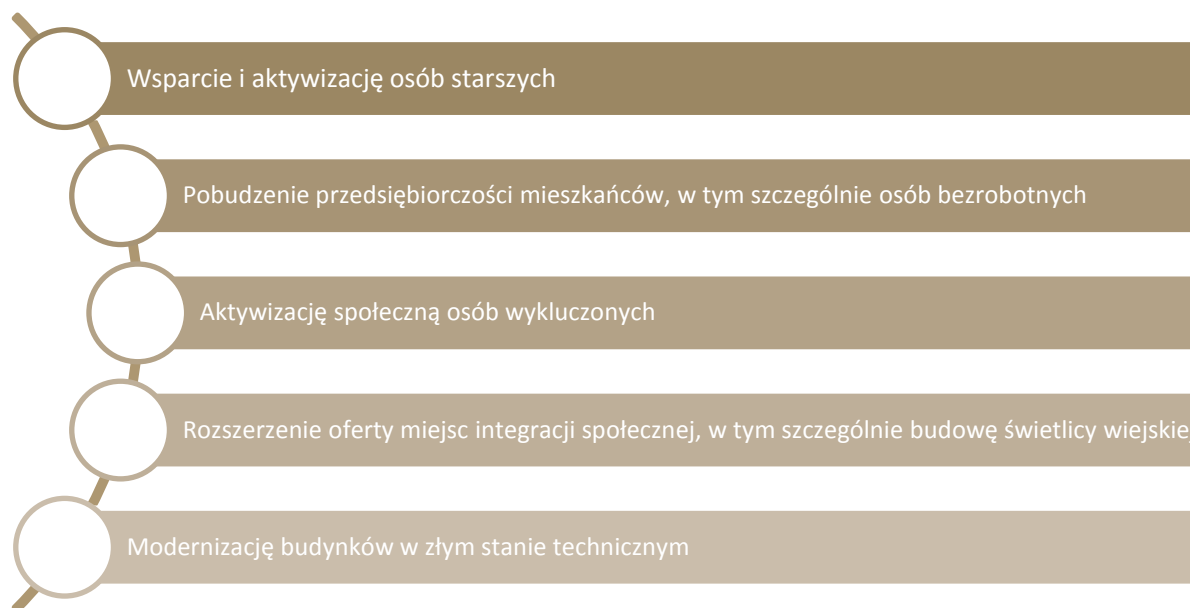 Wsparcie i aktywizację osób starszych
Pobudzenie przedsiębiorczości mieszkańców, w tym szczególnie osób bezrobotnych
Aktywizację społeczną osób wykluczonych
Rozszerzenie oferty miejsc integracji społecznej, w tym szczególnie budowę świetlicy wiejskiej
Modernizację budynków w złym stanie technicznym